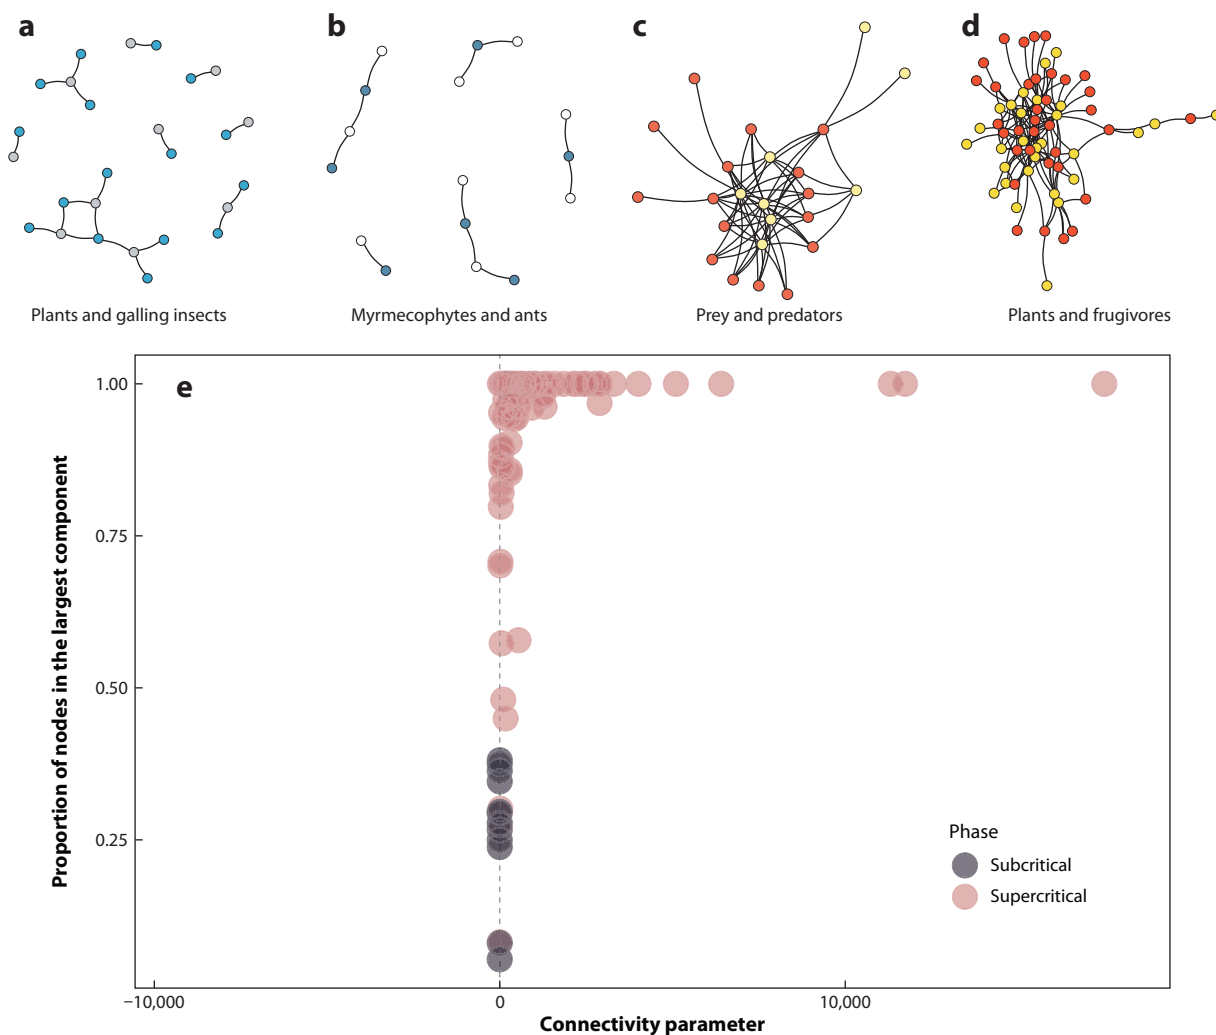 a
b
c
d
Plants and galling insects
Myrmecophytes and ants
Prey and predators
Plants and frugivores
e
1.00
0.75
0.50
0.25
Proportion of nodes in the largest component
Phase
Subcritical
Supercritical
−10,000
0
10,000
Connectivity parameter